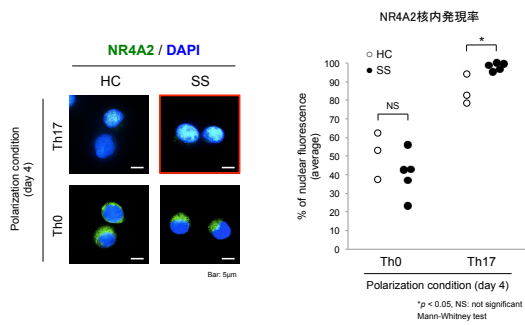 NR4A2核内発現率
NR4A2 / DAPI
HC
SS
Polarization condition
(day 4)
Th17
Th0
Bar: 5μm
% of nuclear fluorescence
(average)
100
90
80
70
60
50
40
30
20
10
0
HC
SS
NS
*
Th0
Th17
Polarization condition (day 4)
*p < 0.05, NS: not significant
Mann-Whitney test